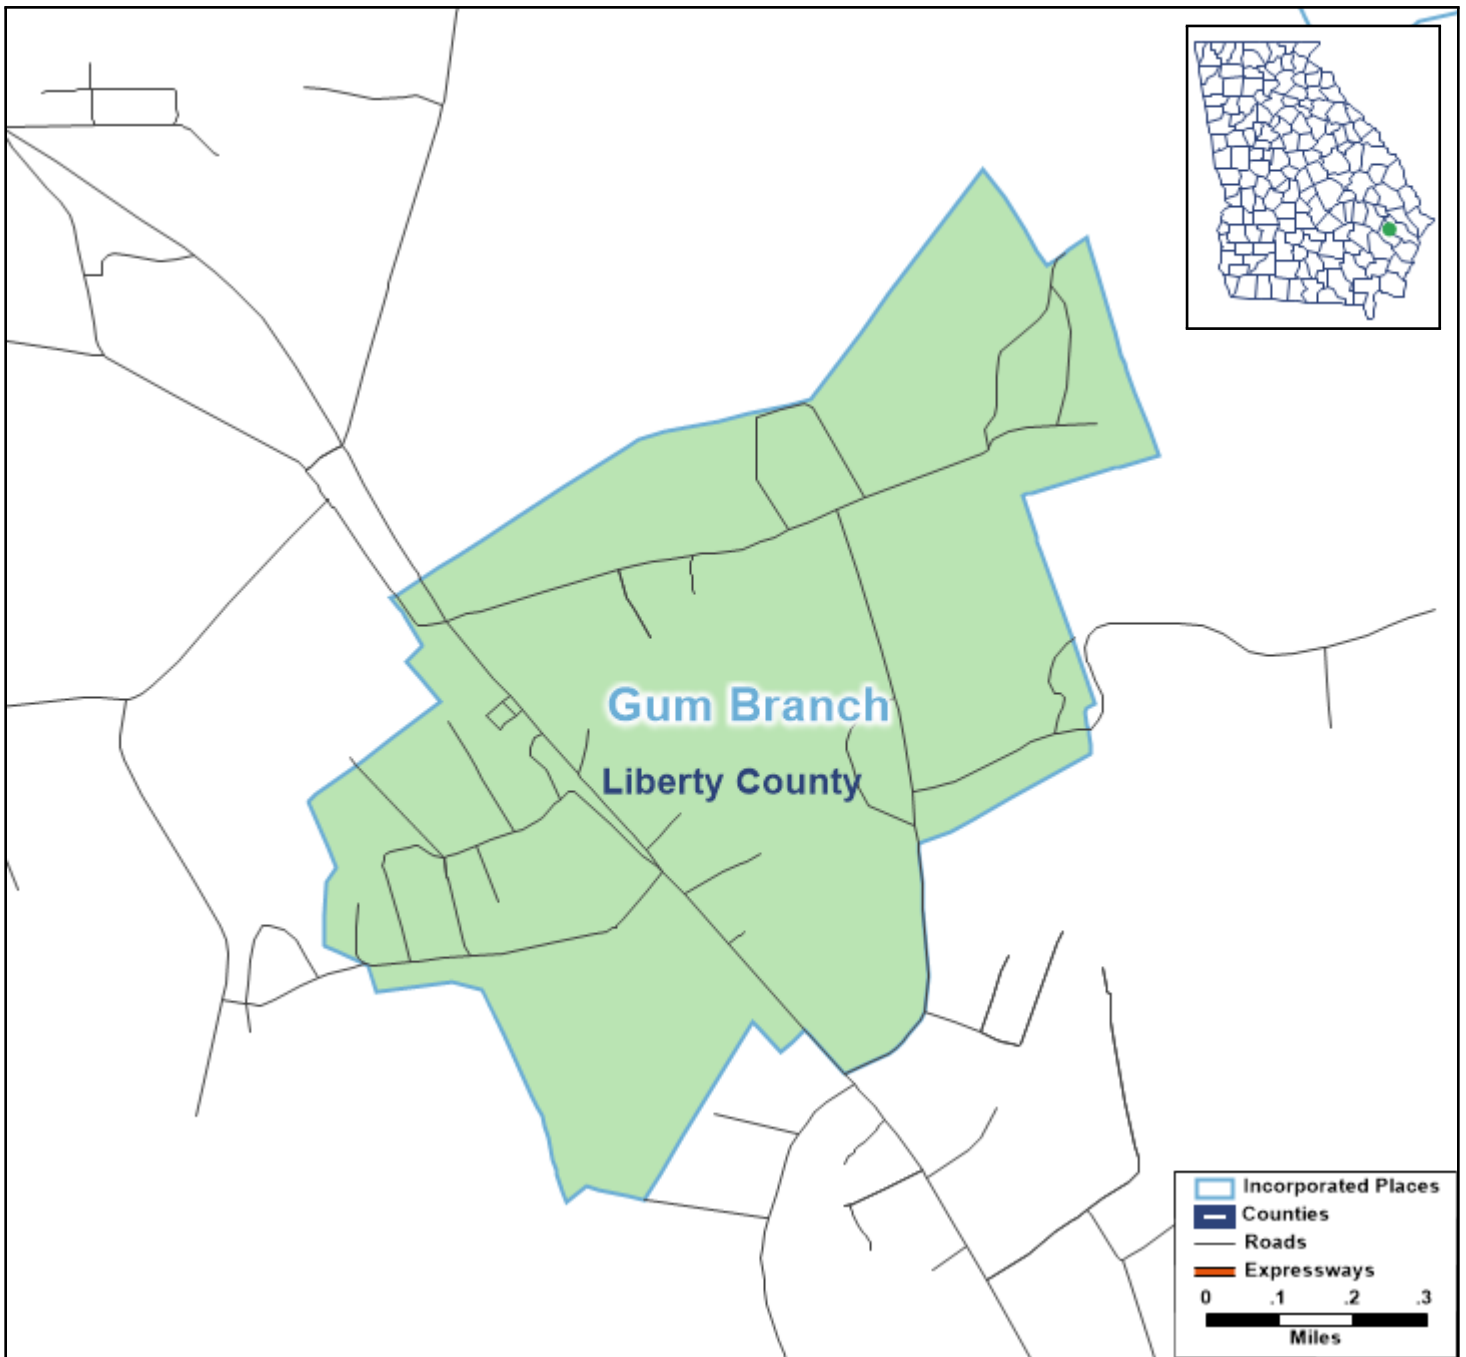 Gum Branch
Liberty County
Incorporated Places
Counties
Roads
Expressways
0 .1 .2 .3
Miles